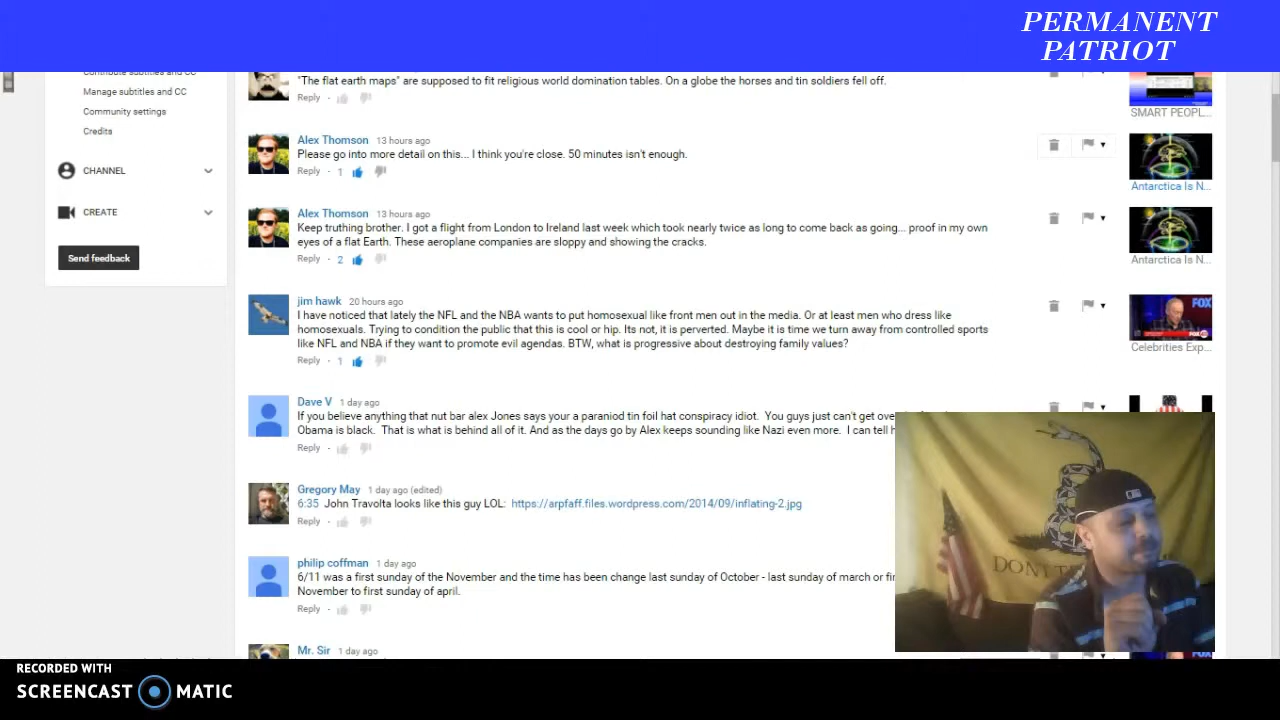 PERMANENT
PATRIOT
Contribute subtitles and CC
Manage subtitles and CC
Community settings
Credits
CHANNEL
CREATE
Send feedback
"The flat earth maps" are supposed to fit religious world domination tables. On a globe the horses and tin soldiers fell off.
Reply ·
SMART PEOPL...
Alex Thomson 13 hours ago
Please go into more detail on this... I think you're close. 50 minutes isn't enough.
Reply · 1
Antarctica Is N...
Alex Thomson 13 hours ago
Keep truthing brother. I got a flight from London to Ireland last week which took nearly twice as long to come back as going... proof in my own
eyes of a flat Earth. These aeroplane companies are sloppy and showing the cracks.
Reply · 2
Antarctica Is N...
jim hawk 20 hours ago
I have noticed that lately the NFL and the NBA wants to put homosexual like front men out in the media. Or at least men who dress like
homosexuals. Trying to condition the public that this is cool or hip. Its not, it is perverted. Maybe it is time we turn away from controlled sports
like NFL and NBA if they want to promote evil agendas. BTW, what is progressive about destroying family values?
Reply · 1
FOX
Celebrities Exp...
Dave V 1 day ago
If you believe anything that nut bar alex Jones says your a paraniod tin foil hat conspiracy idiot. You guys just can't get ove
Obama is black. That is what is behind all of it. And as the days go by Alex keeps sounding like Nazi even more. I can tell h
Reply ·
Gregory May 1 day ago (edited)
6:35 John Travolta looks like this guy LOL: https://arpfaff.files.wordpress.com/2014/09/inflating-2.jpg
Reply ·
philip coffman 1 day ago
6/11 was a first sunday of the November and the time has been change last sunday of October - last sunday of march or fir
November to first sunday of april.
Reply ·
DON'T
Mr. Sir 1 day ago
RECORDED WITH
SCREENCAST MATIC